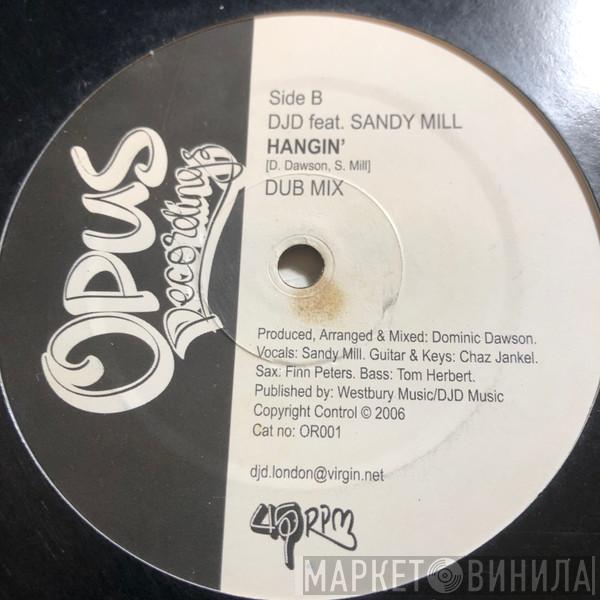 Opus
Recordings
Side B
DJD feat. SANDY MILL
HANGIN'
[D. Dawson, S. Mill]
DUB MIX
Produced, Arranged & Mixed: Dominic Dawson.
Vocals: Sandy Mill. Guitar & Keys: Chaz Jankel.
Sax: Finn Peters. Bass: Tom Herbert.
Published by: Westbury Music/DJD Music
Copyright Control © 2006
Cat no: OR001
djd.london@virgin.net
45 RPM
МАРКЕТ ВИНИЛА